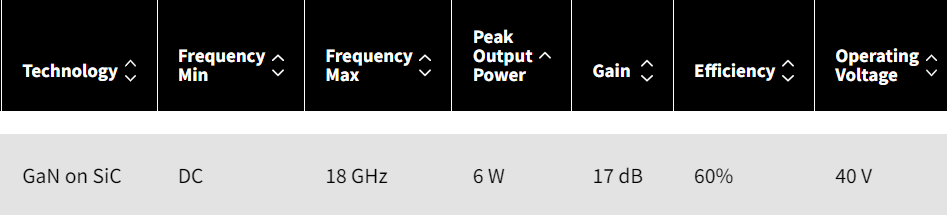 Technology
Frequency
Min
Frequency
Max
Peak
Output
Power
Gain
Efficiency
Operating
Voltage
GaN on SiC DC 18 GHz 6 W 17 dB 60% 40 V